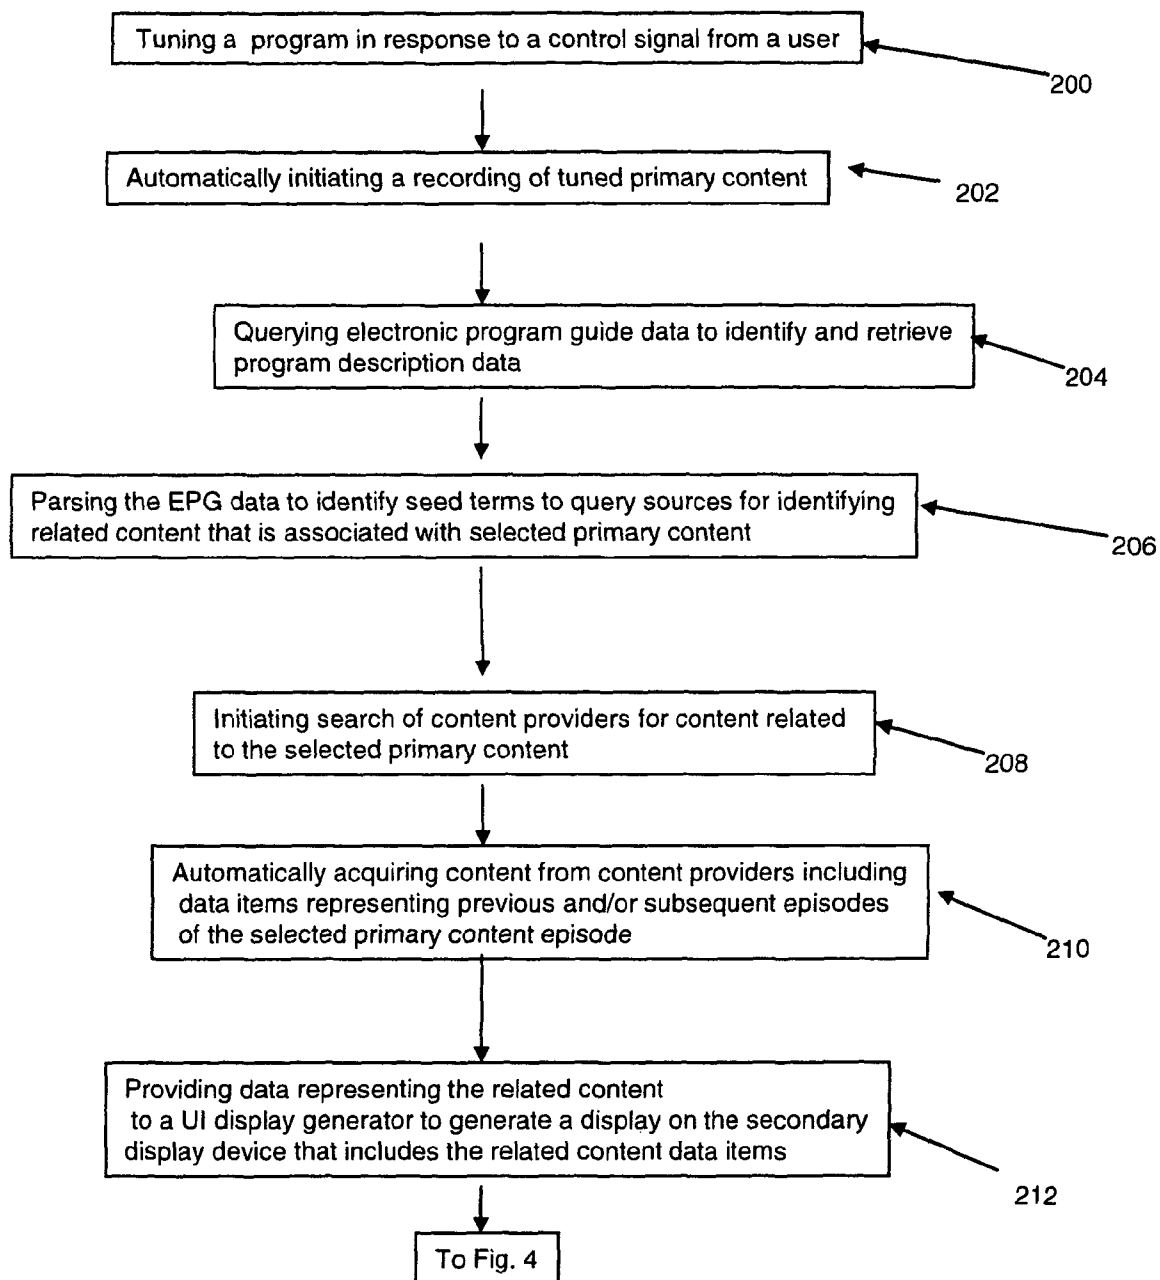 Tuning a program in response to a control signal from a user
200
Automatically initiating a recording of tuned primary content
202
Querying electronic program guide data to identify and retrieve
program description data
204
Parsing the EPG data to identify seed terms to query sources for identifying
related content that is associated with selected primary content
206
Initiating search of content providers for content related
to the selected primary content
208
Automatically acquiring content from content providers including
data items representing previous and/or subsequent episodes
of the selected primary content episode
210
Providing data representing the related content
to a UI display generator to generate a display on the secondary
display device that includes the related content data items
212
To Fig. 4